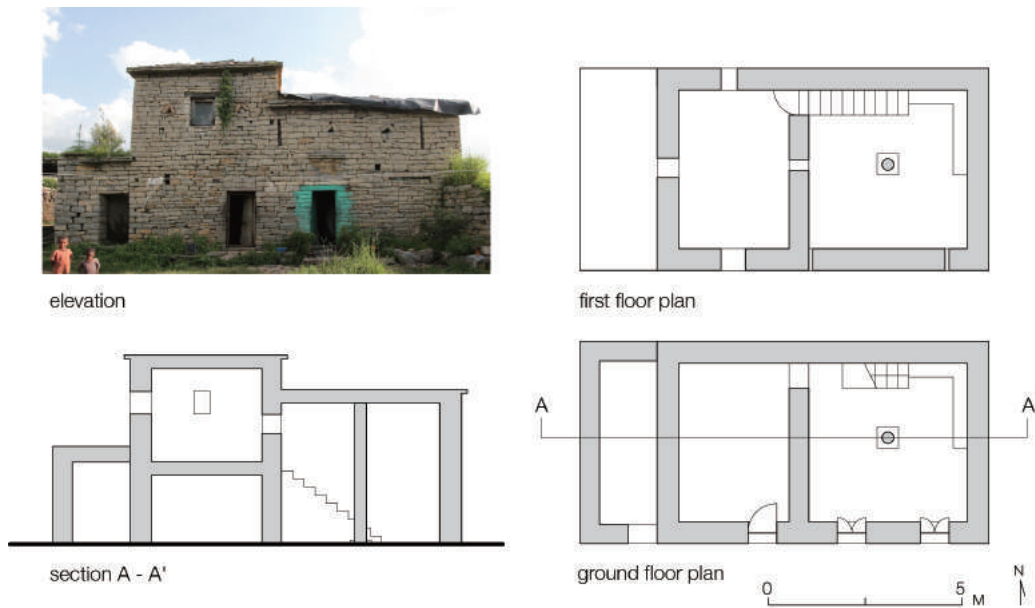 elevation
first floor plan
A
A
section A - A'
ground floor plan
0
5
M
N